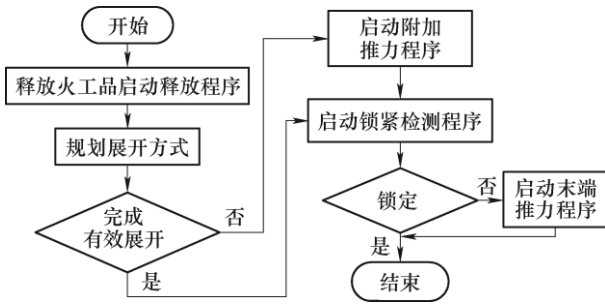 开始
释放火工品启动释放程序
规划展开方式
完成
有效展开
否
是
启动附加
推力程序
启动锁紧检测程序
锁定
否
是
启动末端
推力程序
结束